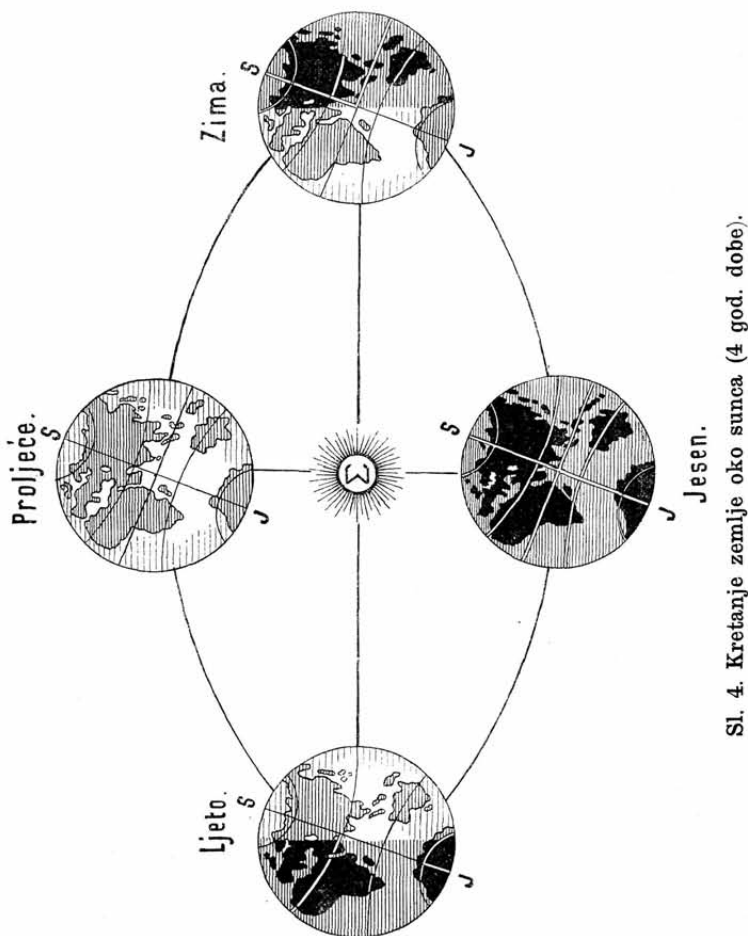 Proljeće.
S
J
Ljeto.
S
J
Zima.
S
J
S
J
Jesen.
Sl. 4. Kretanje zemlje oko sunca (4 god. dobe).